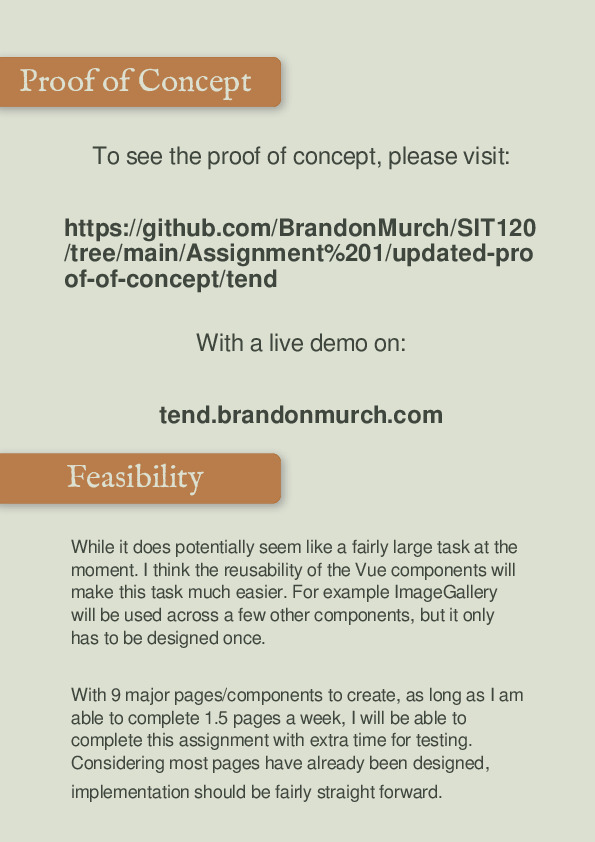 Proof of Concept
To see the proof of concept, please visit:
https://github.com/BrandonMurch/SIT120
/tree/main/Assignment%201/updated-pro
of-of-concept/tend
With a live demo on:
tend.brandonmurch.com
Feasibility
While it does potentially seem like a fairly large task at the
moment. I think the reusability of the Vue components will
make this task much easier. For example ImageGallery
will be used across a few other components, but it only
has to be designed once.
With 9 major pages/components to create, as long as I am
able to complete 1.5 pages a week, I will be able to
complete this assignment with extra time for testing.
Considering most pages have already been designed,
implementation should be fairly straight forward.